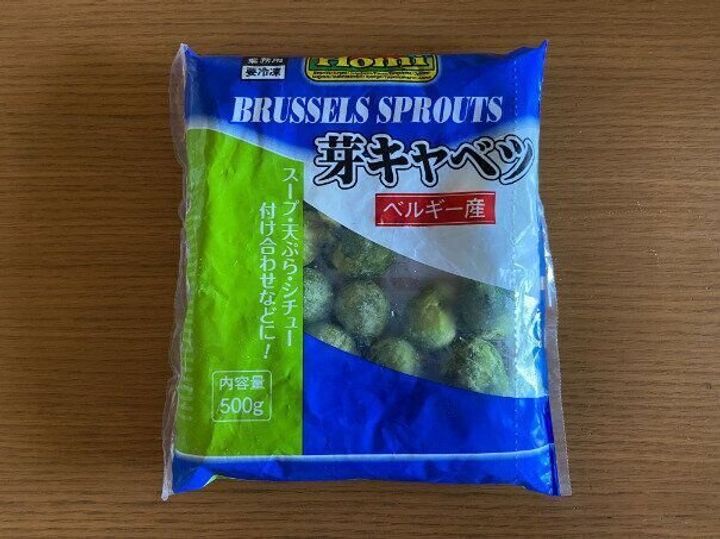 業務用
要冷凍
Homi
BRUSSELS SPROUTS
芽キャベツ
ベルギー産
スープ・天ぷら・シチュー
付け合わせなどに!
内容量
500g